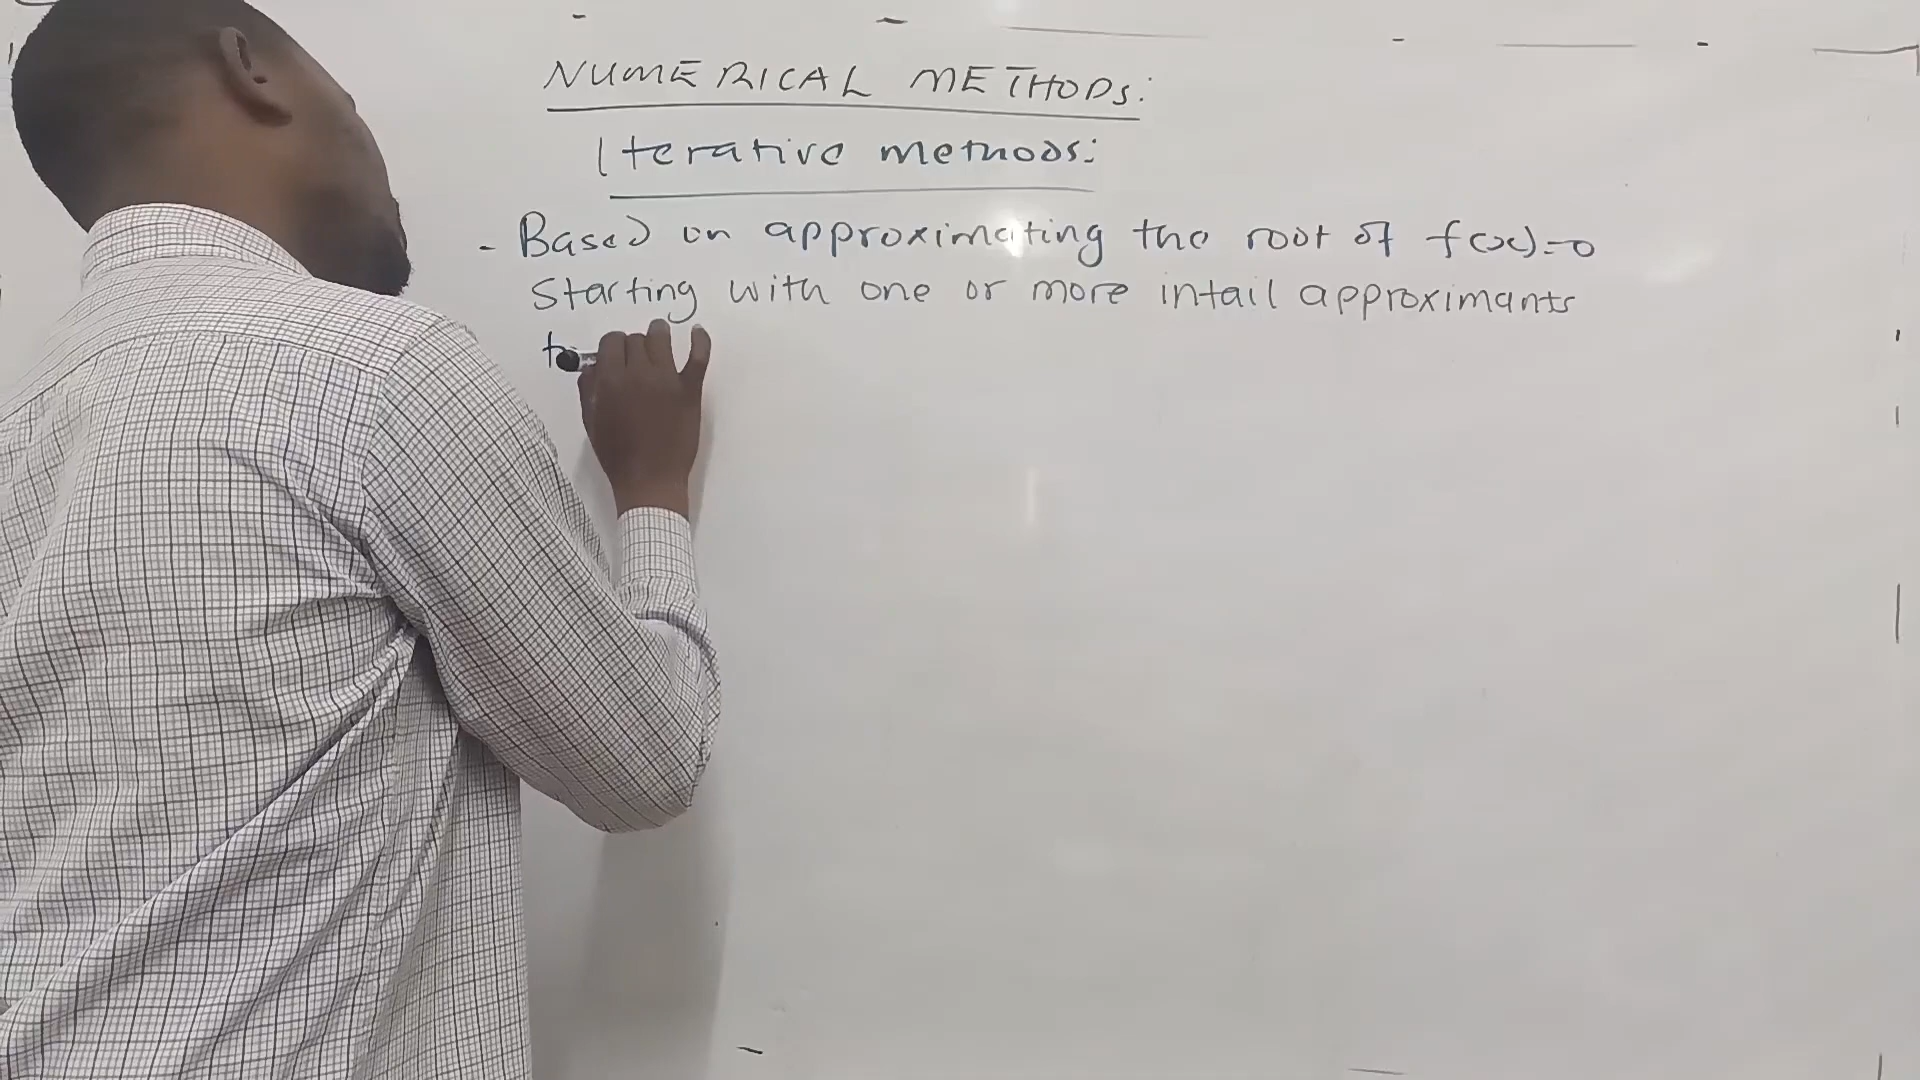 NUMERICAL METHODS:
Iterative methods:
- Based on approximating the root of f(x)=0
Starting with one or more intail approximants